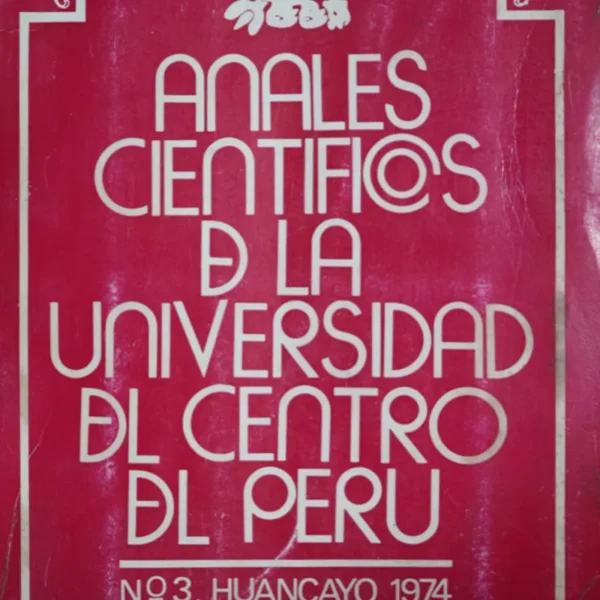 ANALES
CIENTIFICOS
DE LA
UNIVERSIDAD
DEL CENTRO
DEL PERU
Nº 3. HUANCAYO 1974